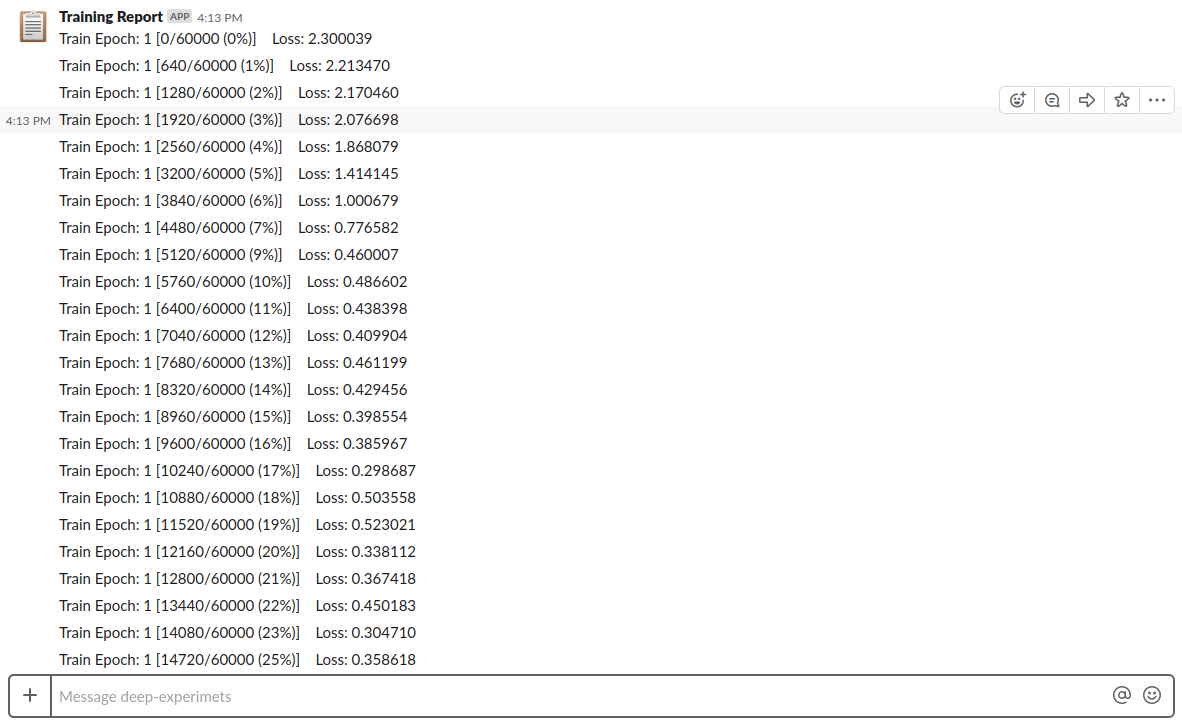 Training Report APP 4:13 PM
Train Epoch: 1 [0/60000 (0%)] Loss: 2.300039
Train Epoch: 1 [640/60000 (1%)] Loss: 2.213470
Train Epoch: 1 [1280/60000 (2%)] Loss: 2.170460
4:13 PM Train Epoch: 1 [1920/60000 (3%)] Loss: 2.076698
Train Epoch: 1 [2560/60000 (4%)] Loss: 1.868079
Train Epoch: 1 [3200/60000 (5%)] Loss: 1.414145
Train Epoch: 1 [3840/60000 (6%)] Loss: 1.000679
Train Epoch: 1 [4480/60000 (7%)] Loss: 0.776582
Train Epoch: 1 [5120/60000 (9%)] Loss: 0.460007
Train Epoch: 1 [5760/60000 (10%)] Loss: 0.486602
Train Epoch: 1 [6400/60000 (11%)] Loss: 0.438398
Train Epoch: 1 [7040/60000 (12%)] Loss: 0.409904
Train Epoch: 1 [7680/60000 (13%)] Loss: 0.461199
Train Epoch: 1 [8320/60000 (14%)] Loss: 0.429456
Train Epoch: 1 [8960/60000 (15%)] Loss: 0.398554
Train Epoch: 1 [9600/60000 (16%)] Loss: 0.385967
Train Epoch: 1 [10240/60000 (17%)] Loss: 0.298687
Train Epoch: 1 [10880/60000 (18%)] Loss: 0.503558
Train Epoch: 1 [11520/60000 (19%)] Loss: 0.523021
Train Epoch: 1 [12160/60000 (20%)] Loss: 0.338112
Train Epoch: 1 [12800/60000 (21%)] Loss: 0.367418
Train Epoch: 1 [13440/60000 (22%)] Loss: 0.450183
Train Epoch: 1 [14080/60000 (23%)] Loss: 0.304710
Train Epoch: 1 [14720/60000 (25%)] Loss: 0.358618
Message deep-experimets